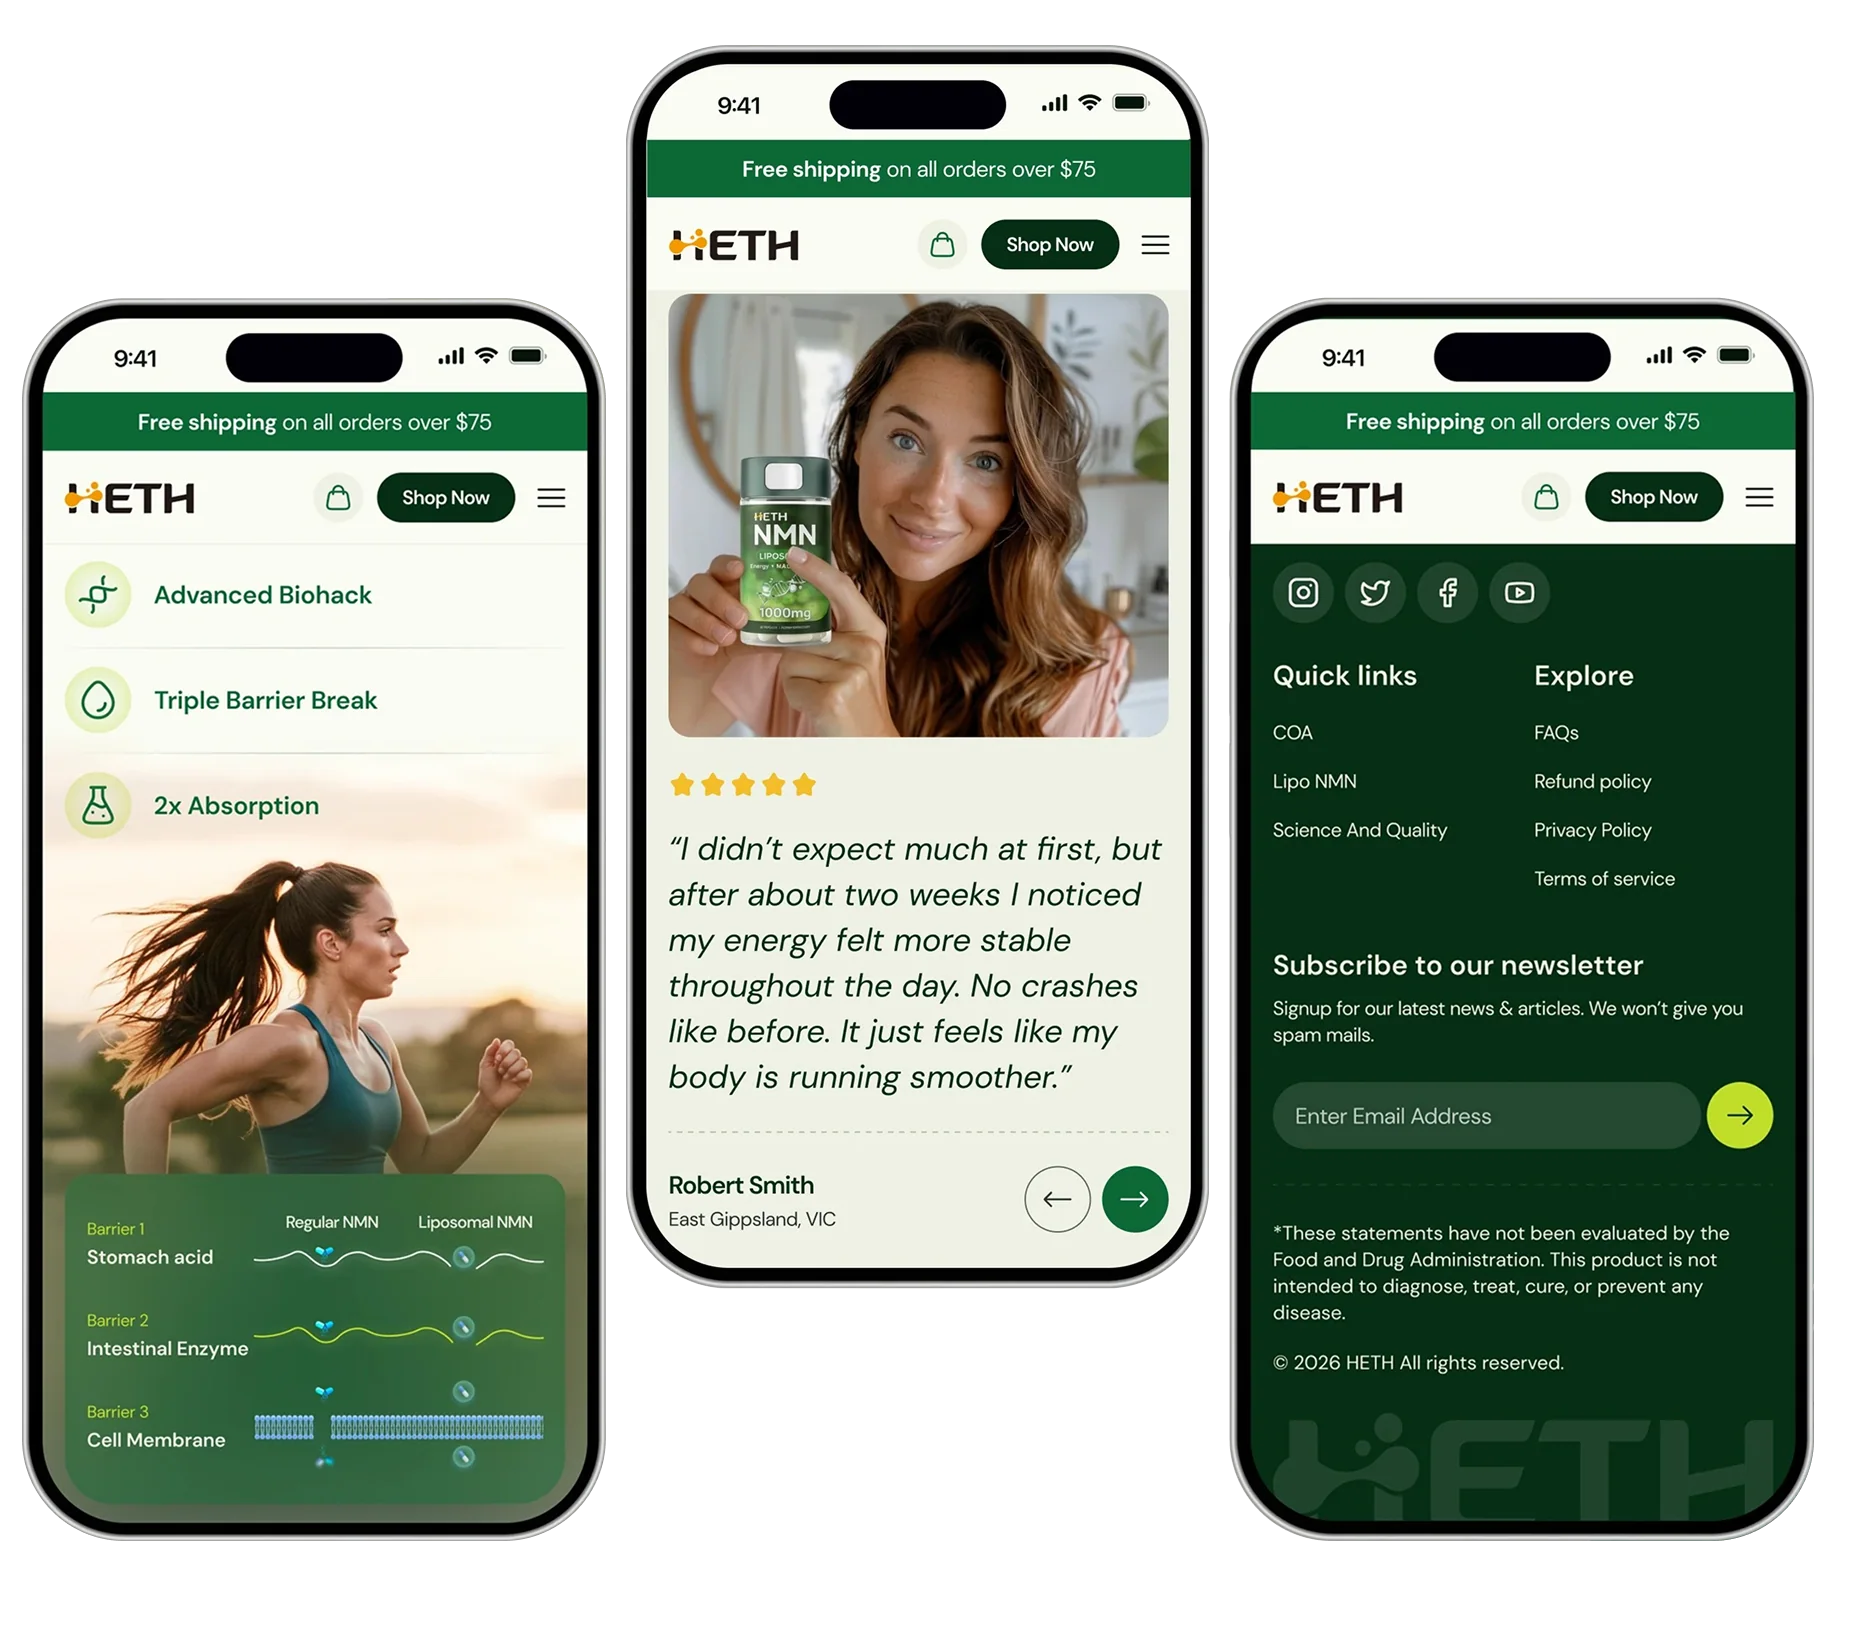 9:41
Free shipping on all orders over $75
HETH
Shop Now
Advanced Biohack
Triple Barrier Break
2x Absorption
Regular NMN
Liposomal NMN
Barrier 1
Stomach acid
Barrier 2
Intestinal Enzyme
Barrier 3
Cell Membrane
9:41
Free shipping on all orders over $75
HETH
Shop Now
HETH
NMN
LIPOS
Energy + NA
1000mg
“I didn’t expect much at first, but
after about two weeks I noticed
my energy felt more stable
throughout the day. No crashes
like before. It just feels like my
body is running smoother.”
Robert Smith
East Gippsland, VIC
9:41
Free shipping on all orders over $75
HETH
Shop Now
Quick links
COA
Lipo NMN
Science And Quality
Explore
FAQs
Refund policy
Privacy Policy
Terms of service
Subscribe to our newsletter
Signup for our latest news & articles. We won’t give you
spam mails.
Enter Email Address
*These statements have not been evaluated by the
Food and Drug Administration. This product is not
intended to diagnose, treat, cure, or prevent any
disease.
© 2026 HETH All rights reserved.
HETH